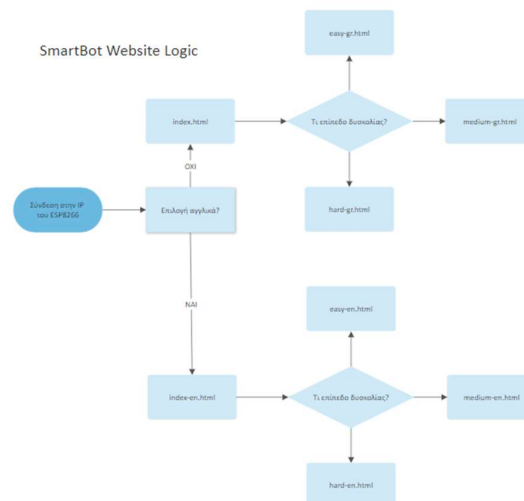 SmartBot Website Logic
easy-gr.html
index.html
Τι επίπεδο δυσκολίας?
medium-gr.html
ΟΧΙ
Σύνδεση στην IP
του ESP8266
Επιλογή αγγλικά?
hard-gr.html
ΝΑΙ
easy-en.html
index-en.html
Τι επίπεδο δυσκολίας?
medium-en.html
hard-en.html